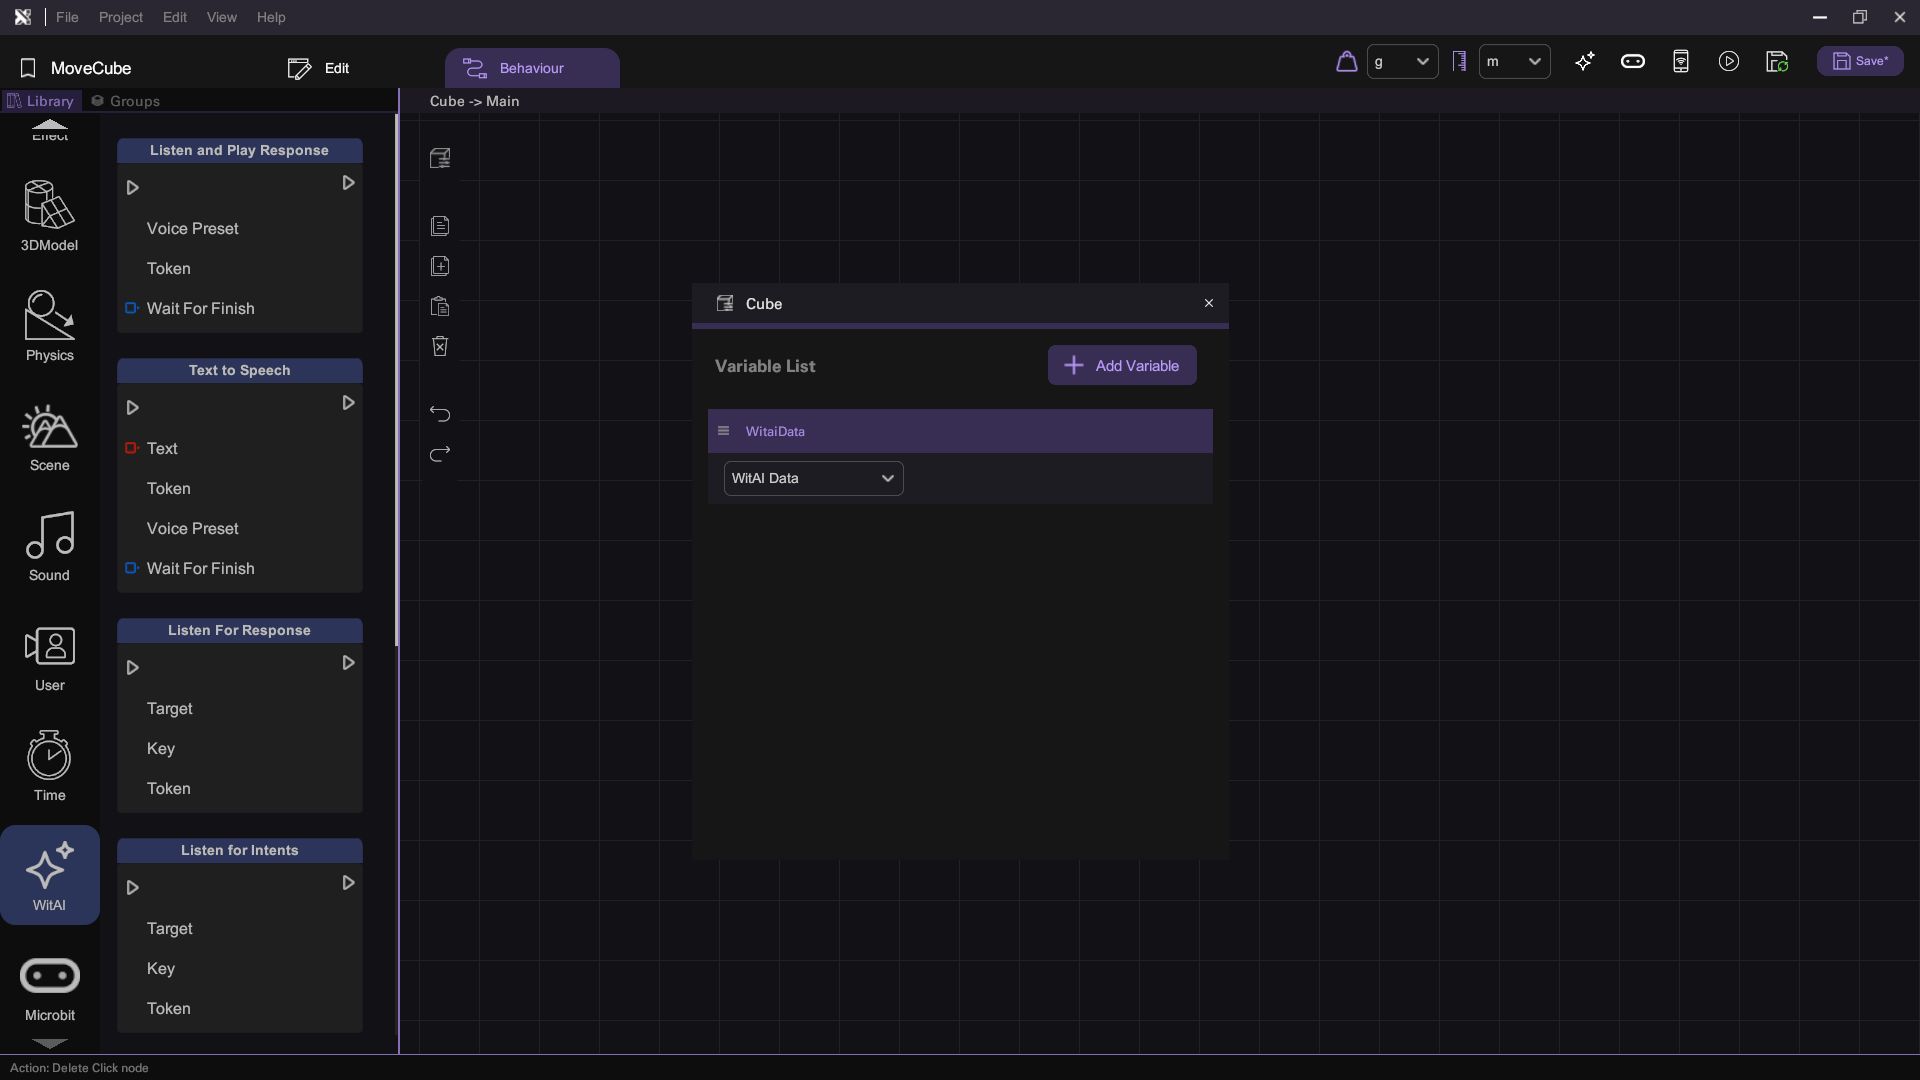 File Project Edit View Help
MoveCube Edit Behaviour g m Save*
Library Groups Cube -> Main
Effect
3DModel
Physics
Scene
Sound
User
Time
WitAI
Microbit
Listen and Play Response
Voice Preset
Token
Wait For Finish
Text to Speech
Text
Token
Voice Preset
Wait For Finish
Listen For Response
Target
Key
Token
Listen for Intents
Target
Key
Token
Cube
Variable List Add Variable
WitaiData
WitAI Data
Action: Delete Click node